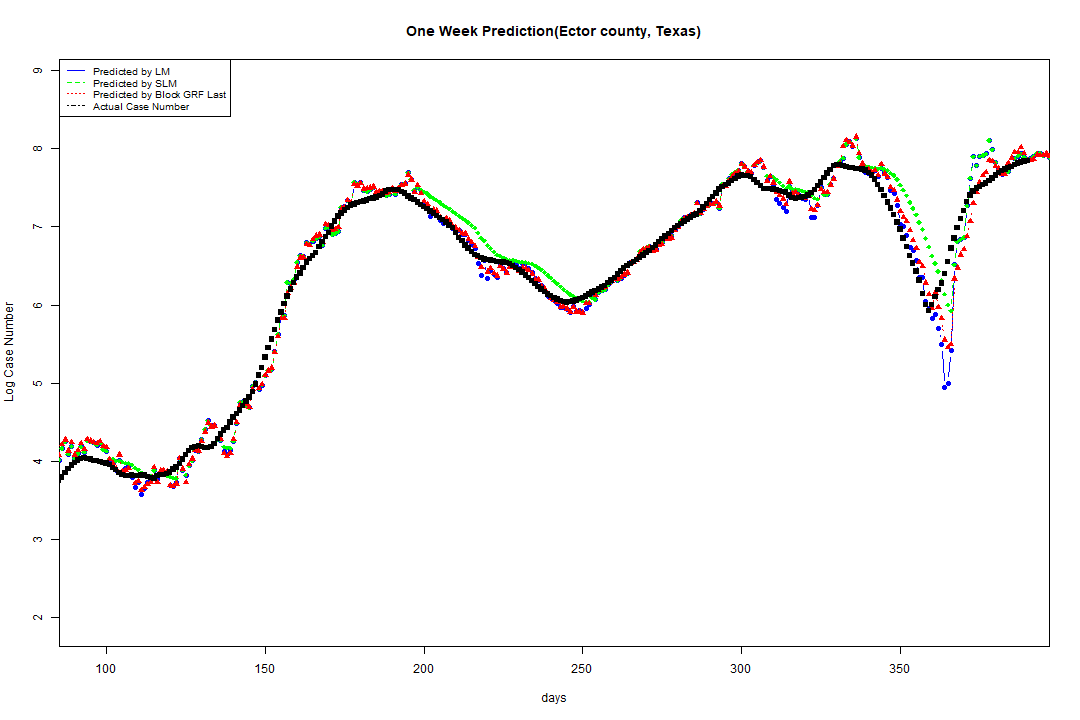 One Week Prediction(Ector county, Texas)
Predicted by LM
Predicted by SLM
Predicted by Block GRF Last
Actual Case Number
9
8
7
6
5
4
3
2
Log Case Number
100 150 200 250 300 350
days